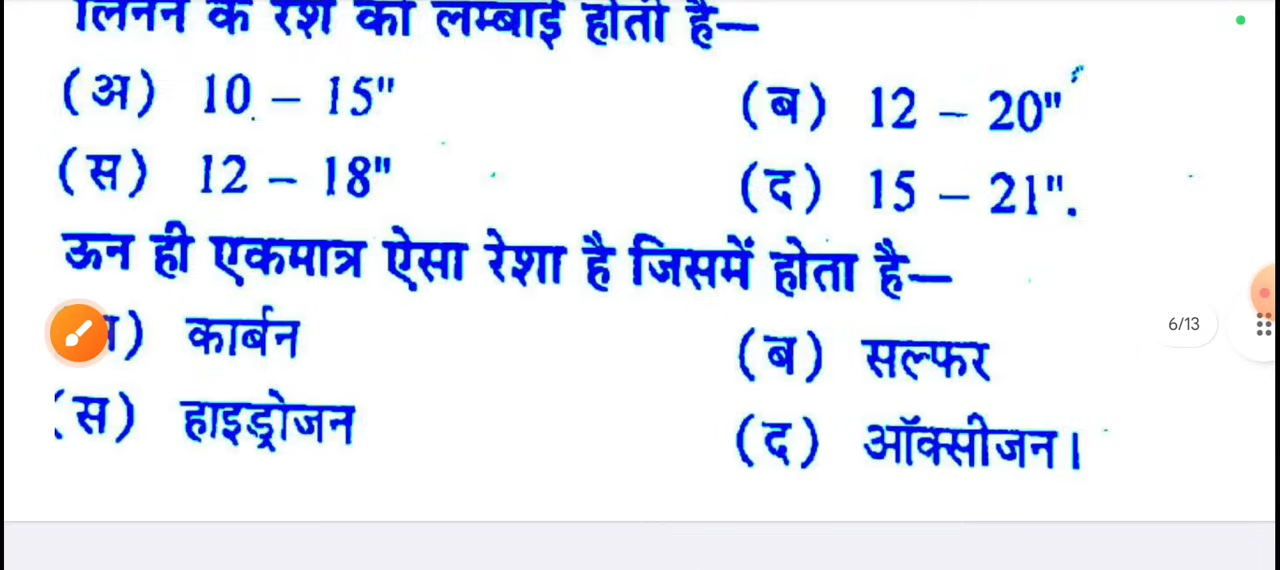 लिनन के रेशे की लम्बाई होती है—
(अ) 10 – 15" (ब) 12 – 20"
(स) 12 – 18" (द) 15 – 21".
ऊन ही एकमात्र ऐसा रेशा है जिसमें होता है—
कार्बन (ब) सल्फर
6/13
(स) हाइड्रोजन (द) ऑक्सीजन।